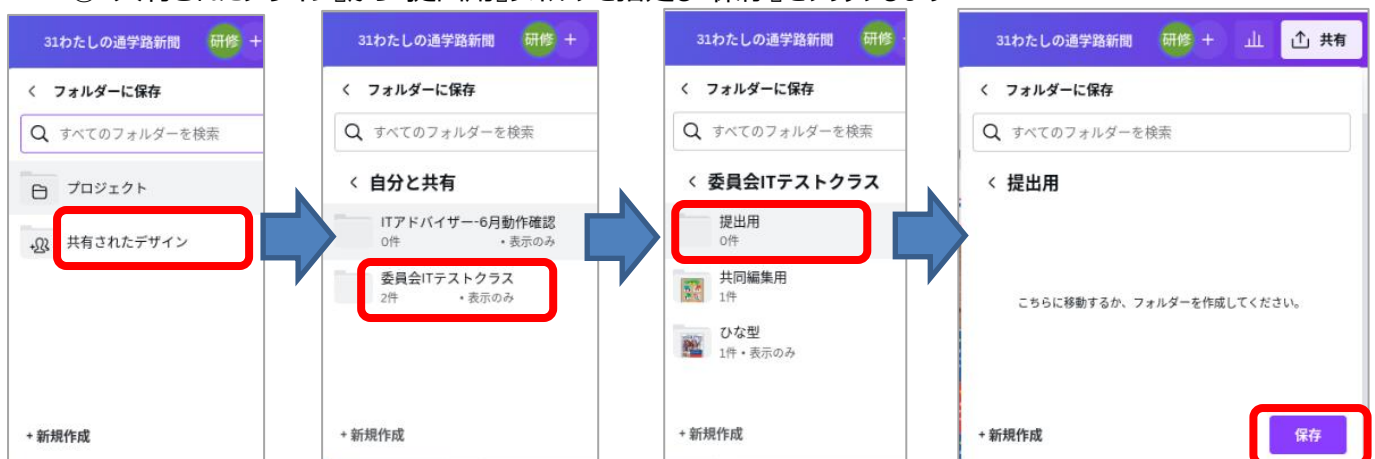 31わたしの通学路新聞 研修 +
< フォルダーに保存
すべてのフォルダーを検索
プロジェクト
共有されたデザイン
+ 新規作成
31わたしの通学路新聞 研修 +
< フォルダーに保存
すべてのフォルダーを検索
< 自分と共有
ITアドバイザー-6月動作確認
0件 ・表示のみ
委員会ITテストクラス
2件 ・表示のみ
+ 新規作成
31わたしの通学路新聞 研修
< フォルダーに保存
すべてのフォルダーを検索
< 委員会ITテストクラス
提出用
0件
共同編集用
1件
ひな型
1件・表示のみ
+ 新規作成
31わたしの通学路新聞 研修 + 共有
< フォルダーに保存
すべてのフォルダーを検索
< 提出用
こちらに移動するか、フォルダーを作成してください。
+ 新規作成
保存